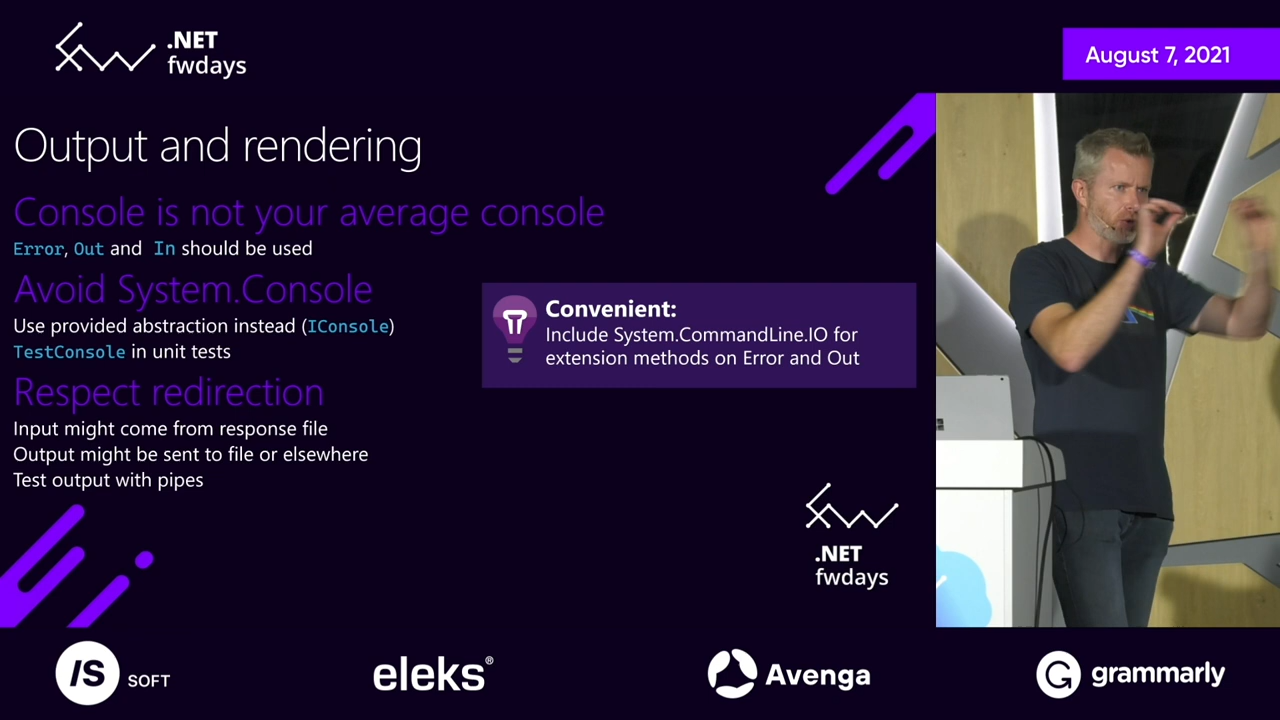 .NET
fwdays
August 7, 2021
Output and rendering
Console is not your average console
Error, Out and In should be used
Avoid System.Console
Use provided abstraction instead (IConsole)
TestConsole in unit tests
Respect redirection
Input might come from response file
Output might be sent to file or elsewhere
Test output with pipes
Convenient:
Include System.CommandLine.IO for
extension methods on Error and Out
.NET
fwdays
IS SOFT
eleks®
Avenga
grammarly